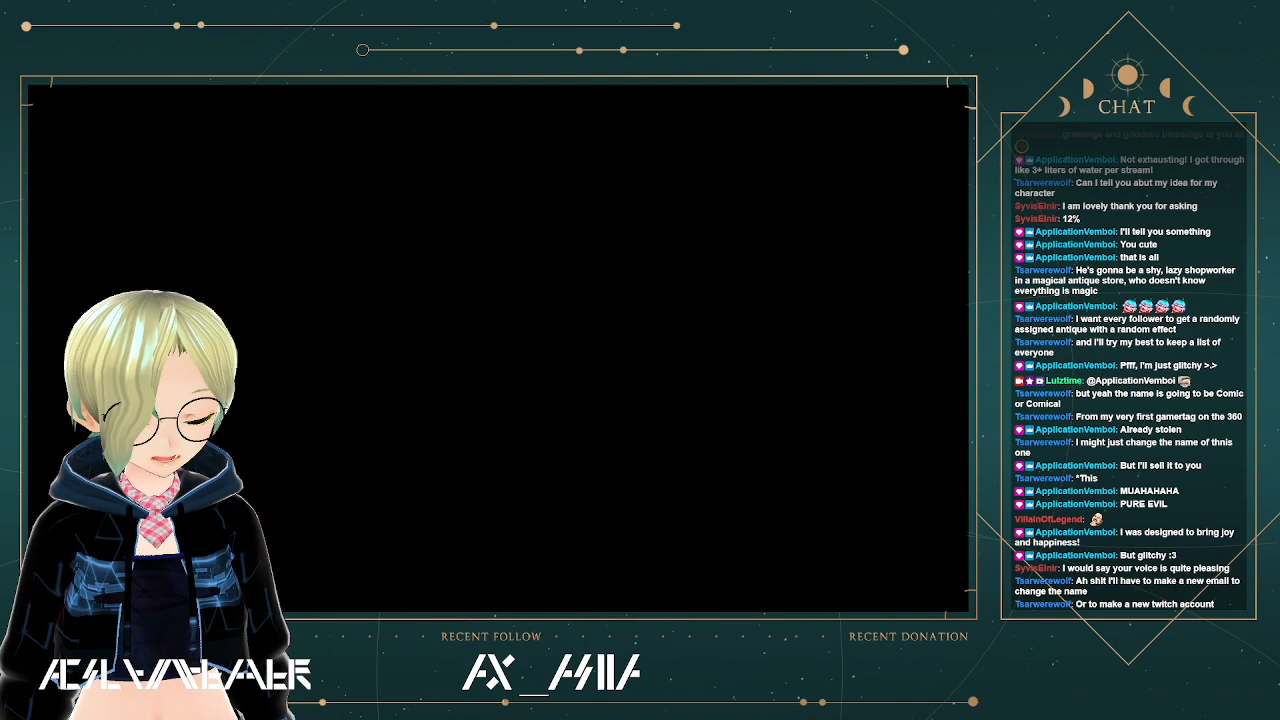 CHAT
greetings and goddess blessings to you all
ApplicationVemboi: Not exhausting! I got through
like 3+ liters of water per stream!
Tsarwerewolf: Can I tell you abut my idea for my
character
SyvisElnir: I am lovely thank you for asking
SyvisElnir: 12%
ApplicationVemboi: I'll tell you something
ApplicationVemboi: You cute
ApplicationVemboi: that is all
Tsarwerewolf: He's gonna be a shy, lazy shopworker
in a magical antique store, who doesn't know
everything is magic
ApplicationVemboi:
Tsarwerewolf: I want every follower to get a randomly
assigned antique with a random effect
Tsarwerewolf: and I'll try my best to keep a list of
everyone
ApplicationVemboi: Pfff, I'm just glitchy >.>
Lulztime: @ApplicationVemboi
Tsarwerewolf: but yeah the name is going to be Comic
or Comical
Tsarwerewolf: From my very first gamertag on the 360
ApplicationVemboi: Already stolen
Tsarwerewolf: I might just change the name of thnis
one
ApplicationVemboi: But I'll sell it to you
Tsarwerewolf: *This
ApplicationVemboi: MUAHAHAHA
ApplicationVemboi: PURE EVIL
VillainOfLegend:
ApplicationVemboi: I was designed to bring joy
and happiness!
ApplicationVemboi: But glitchy :3
SyvisElnir: I would say your voice is quite pleasing
Tsarwerewolf: Ah shit I'll have to make a new email to
change the name
Tsarwerewolf: Or to make a new twitch account
RECENT FOLLOW
RECENT DONATION